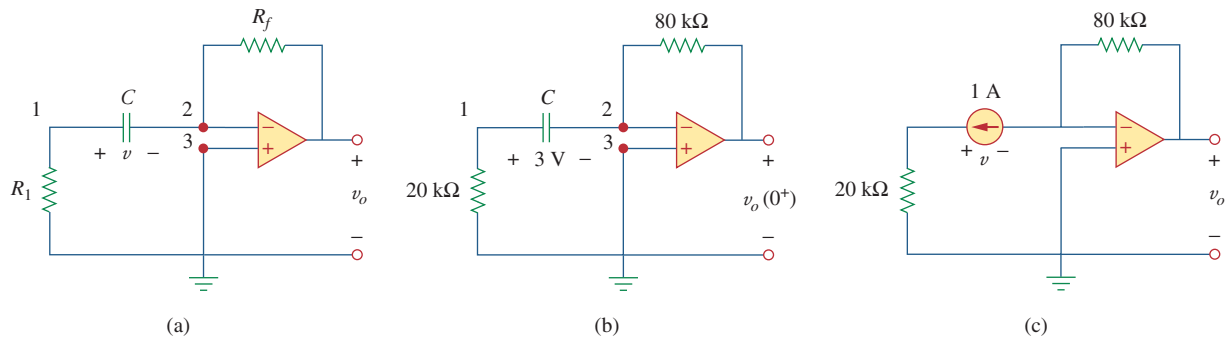 R_f
C
1
2
3
+ v −
−
+
R_1
+
v_o
−
(a)
80 kΩ
C
1
2
3
+ 3 V −
−
+
20 kΩ
+
v_o (0^+)
−
(b)
80 kΩ
1 A
+ v −
−
+
20 kΩ
+
v_o
−
(c)